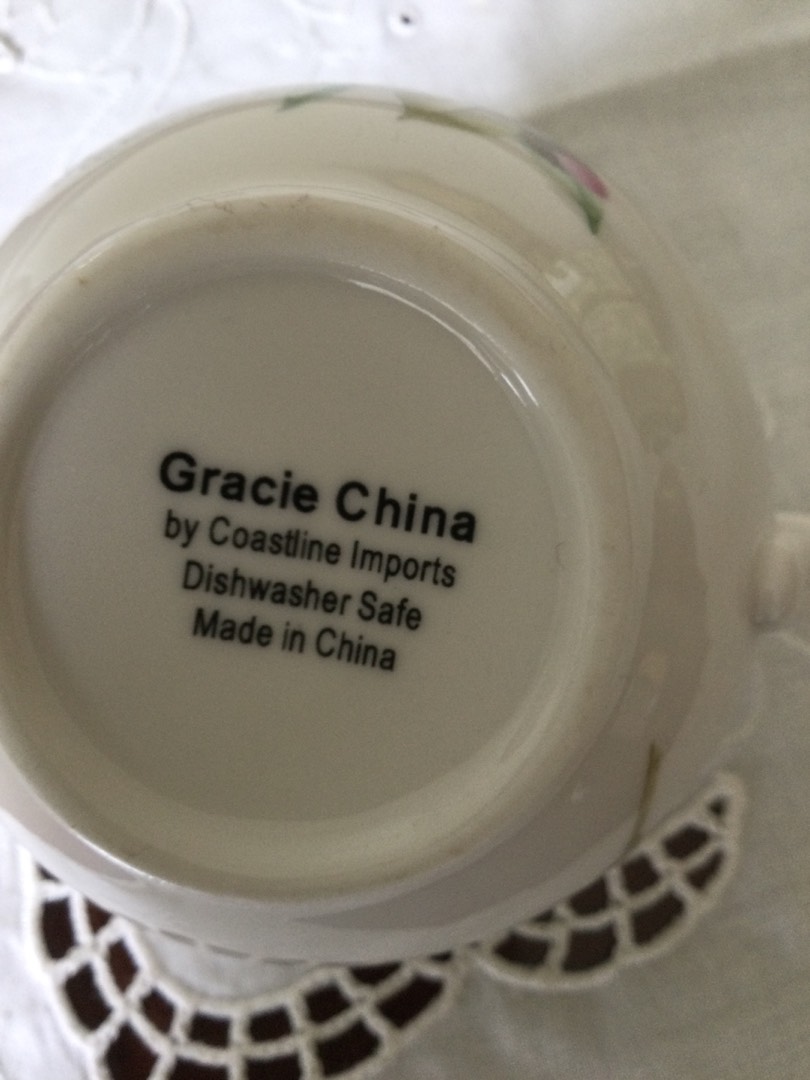 Gracie China
by Coastline Imports
Dishwasher Safe
Made in China